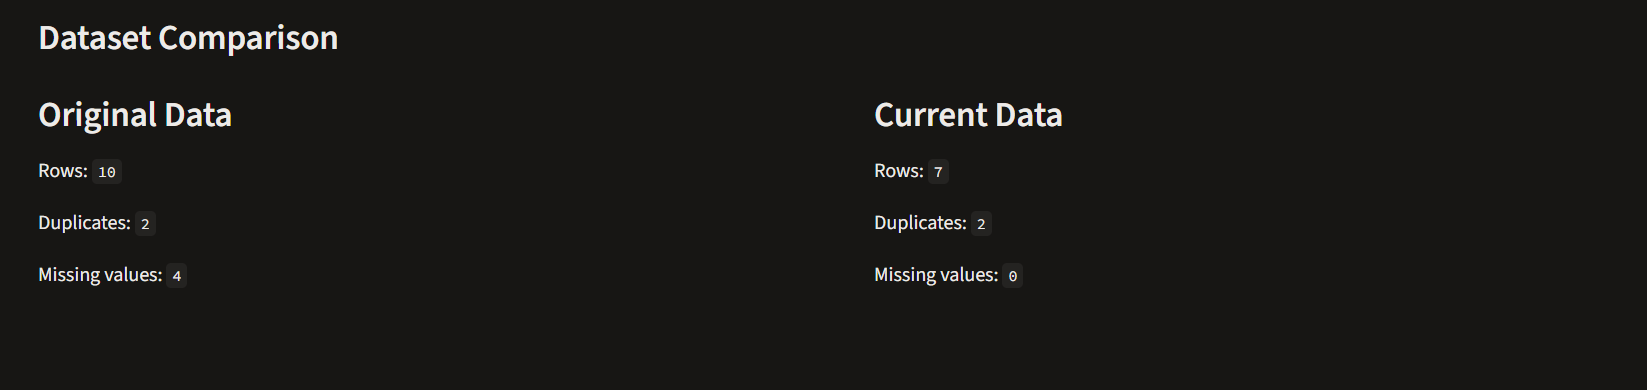 Dataset Comparison
Original Data
Rows: 10
Duplicates: 2
Missing values: 4
Current Data
Rows: 7
Duplicates: 2
Missing values: 0